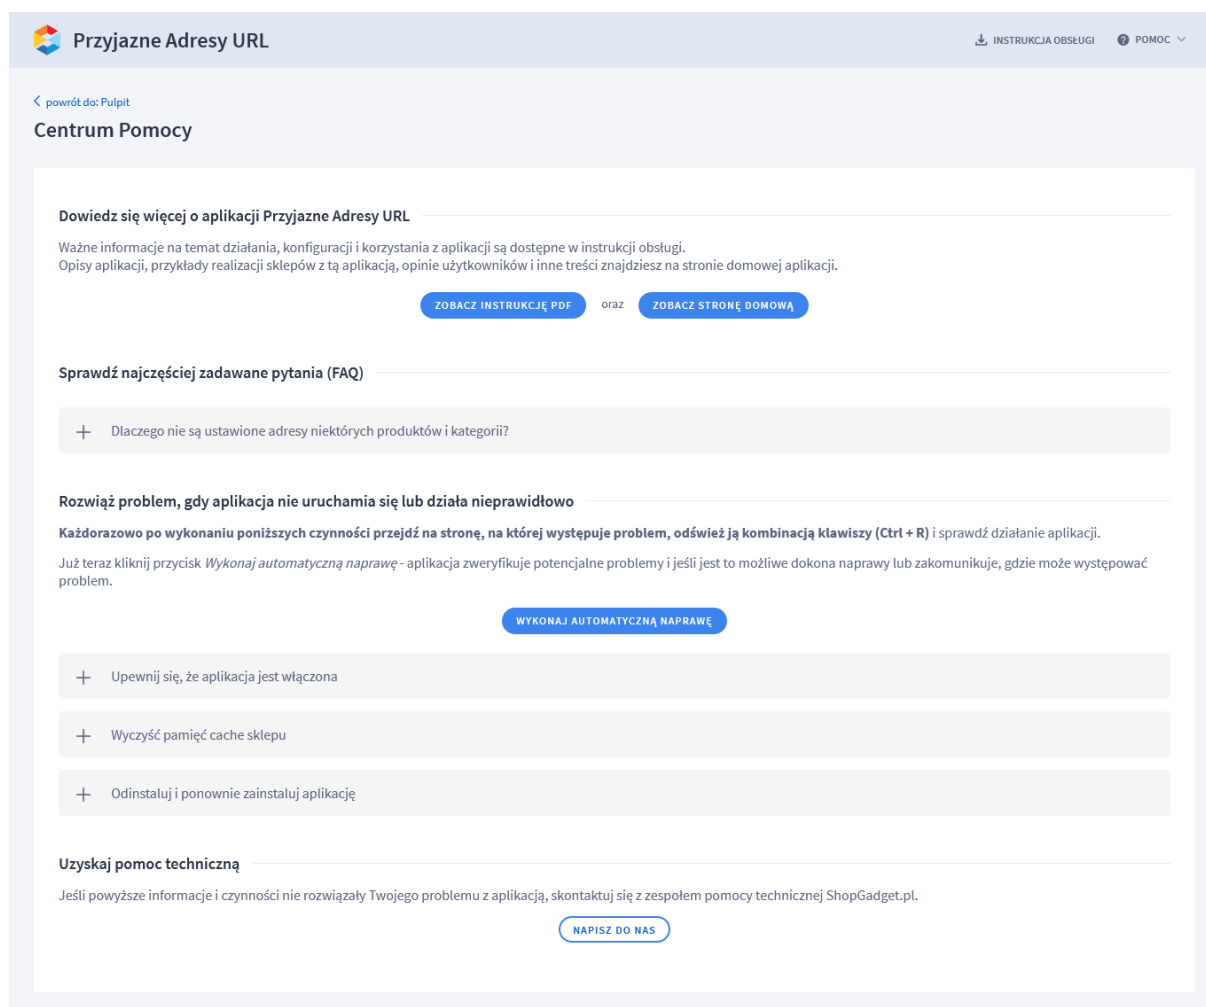 Przyjazne Adresy URL
INSTRUKCJA OBSŁUGI
POMOC
powrót do: Pulpit
Centrum Pomocy
Dowiedz się więcej o aplikacji Przyjazne Adresy URL
Ważne informacje na temat działania, konfiguracji i korzystania z aplikacji są dostępne w instrukcji obsługi.
Opisy aplikacji, przykłady realizacji sklepów z tą aplikacją, opinie użytkowników i inne treści znajdziesz na stronie domowej aplikacji.
ZOBACZ INSTRUKCJĘ PDF oraz ZOBACZ STRONĘ DOMOWĄ
Sprawdź najczęściej zadawane pytania (FAQ)
Dlaczego nie są ustawione adresy niektórych produktów i kategorii?
Rozwiąż problem, gdy aplikacja nie uruchamia się lub działa nieprawidłowo
Każdorazowo po wykonaniu poniższych czynności przejdź na stronę, na której występuje problem, odśwież ją kombinacją klawiszy (Ctrl + R) i sprawdź działanie aplikacji.
Już teraz kliknij przycisk Wykonaj automatyczną naprawę - aplikacja zweryfikuje potencjalne problemy i jeśli jest to możliwe dokona naprawy lub zakomunikuje, gdzie może występować
problem.
WYKONAJ AUTOMATYCZNĄ NAPRAWĘ
Upewnij się, że aplikacja jest włączona
Wyczyść pamięć cache sklepu
Odinstaluj i ponownie zainstaluj aplikację
Uzyskaj pomoc techniczną
Jeśli powyższe informacje i czynności nie rozwiązały Twojego problemu z aplikacją, skontaktuj się z zespołem pomocy technicznej ShopGadget.pl.
NAPISZ DO NAS